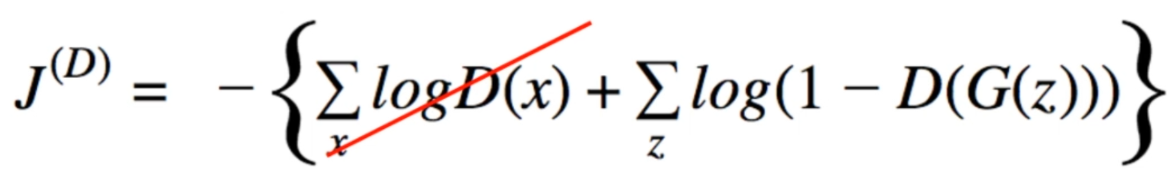 J^(D) = - { ∑_x logD(x) + ∑_z log(1 - D(G(z))) }